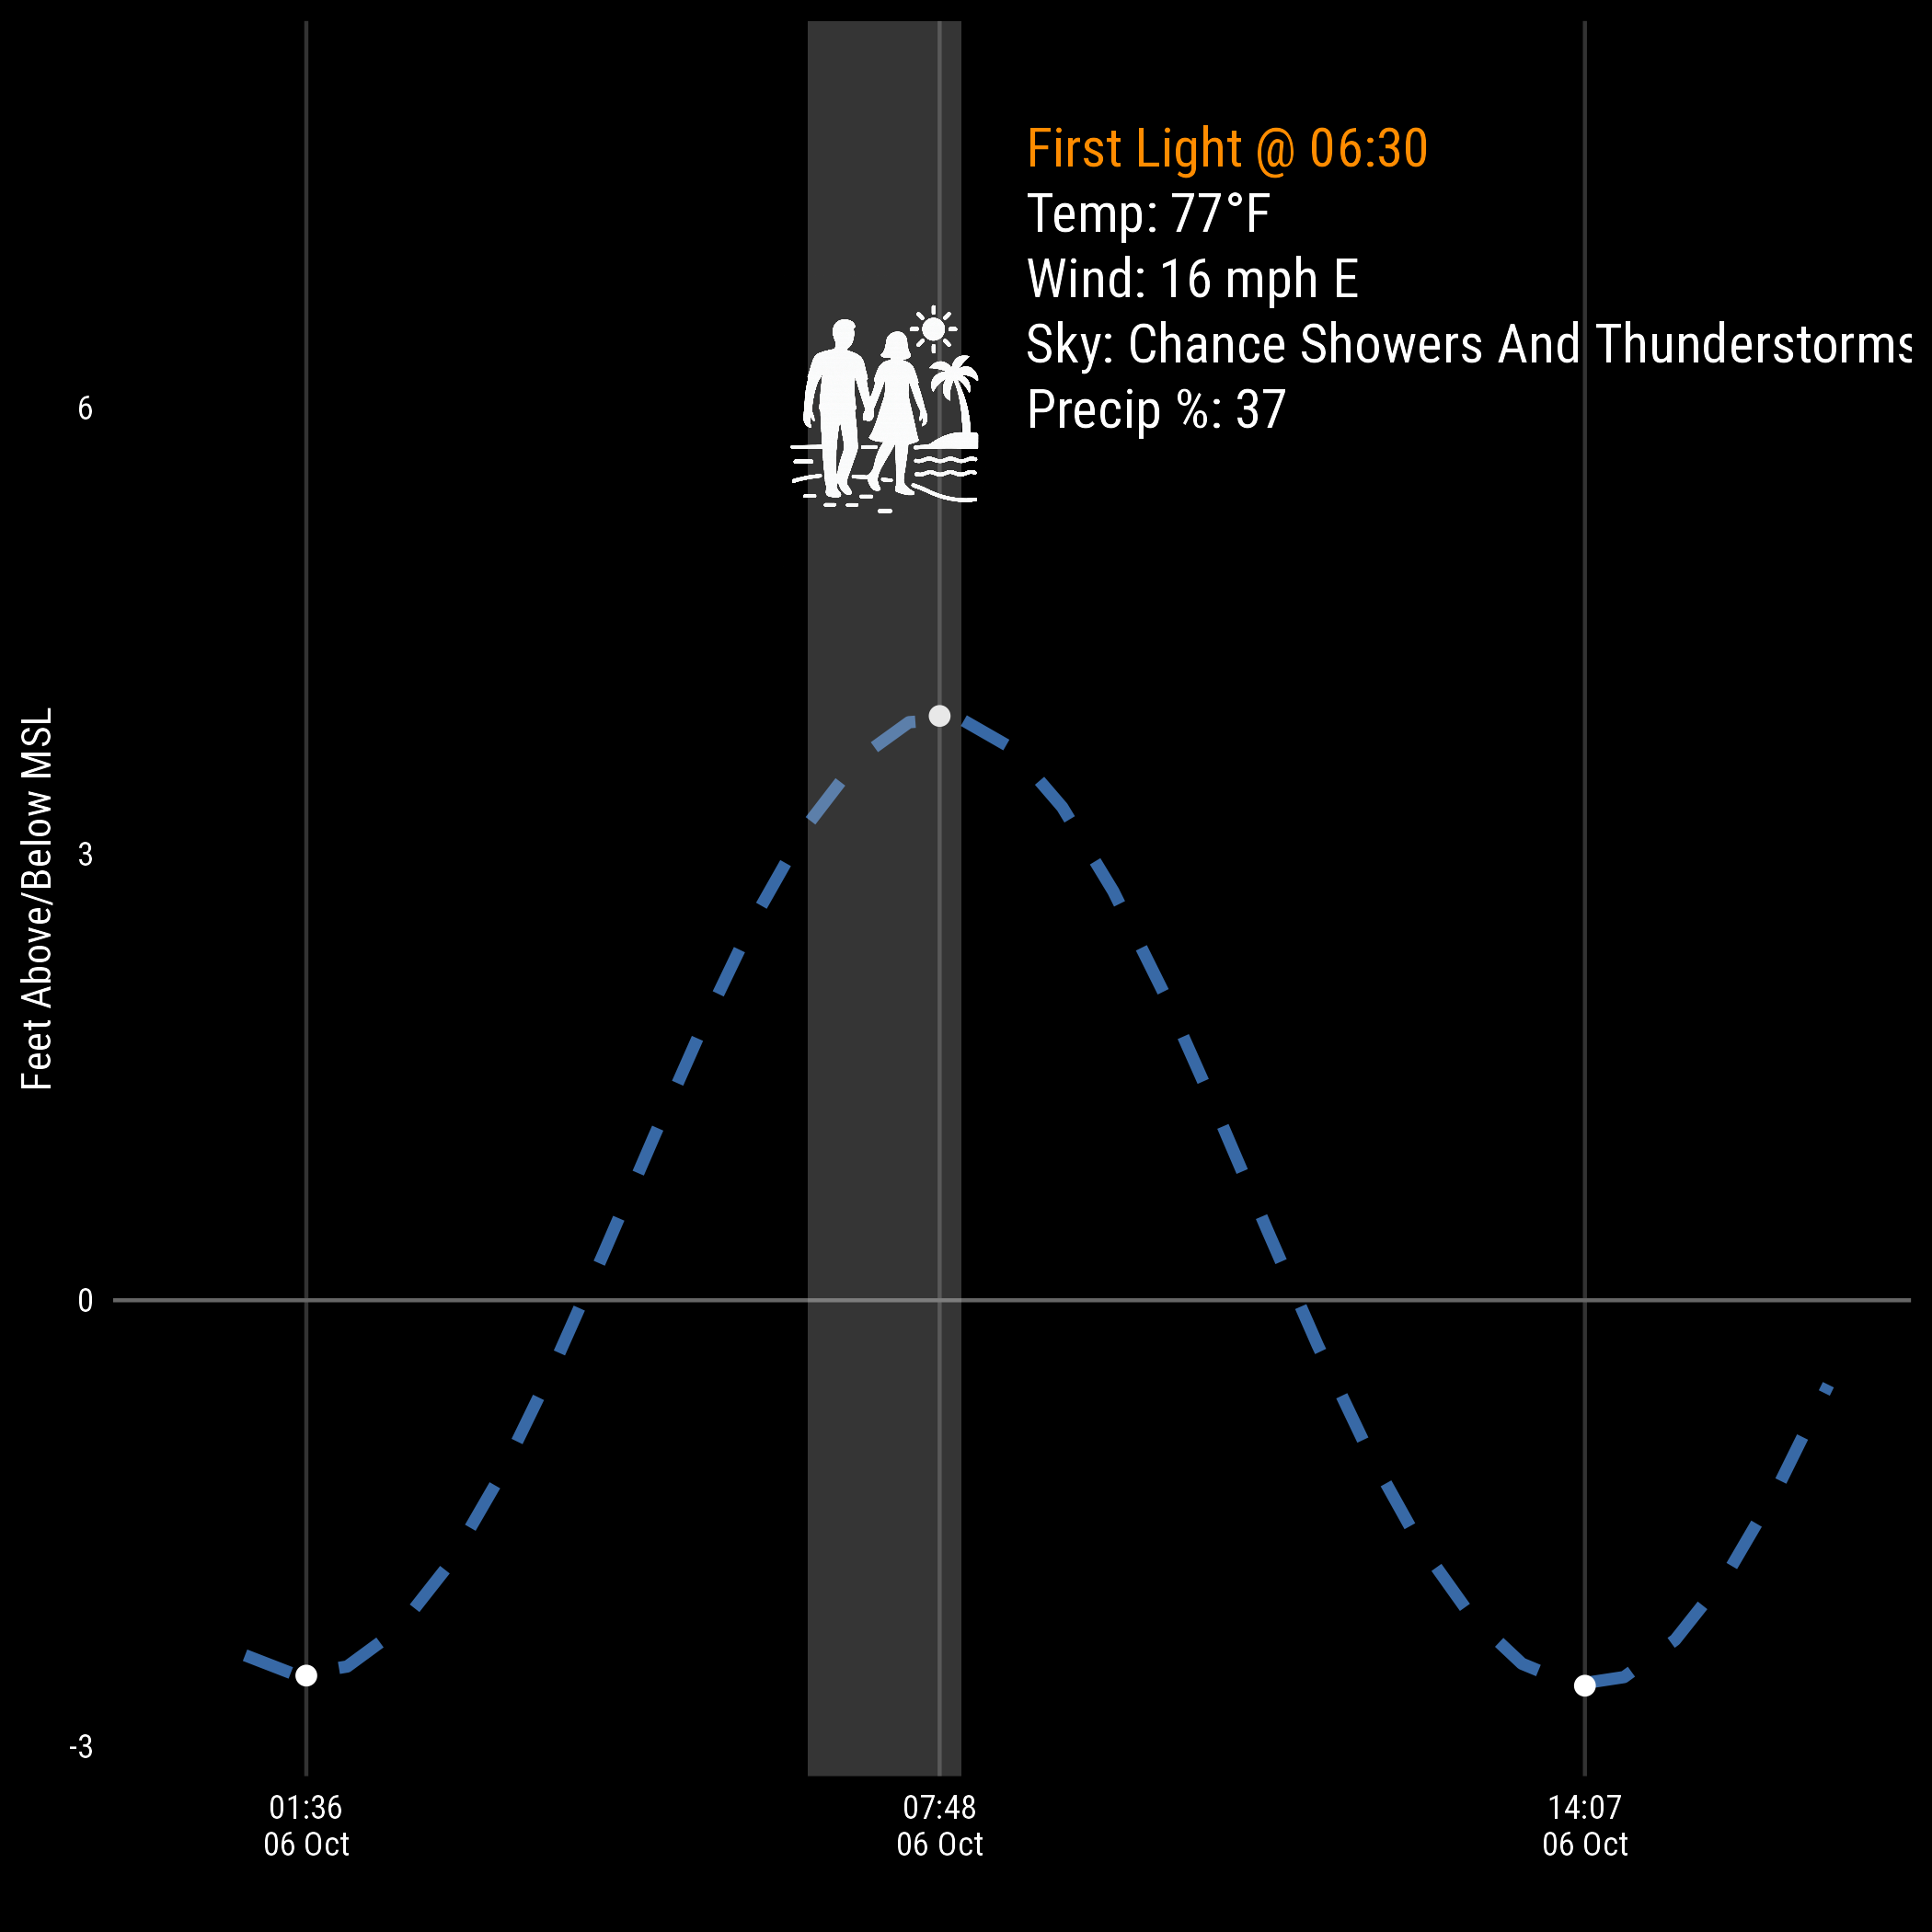 First Light @ 06:30
Temp: 77°F
Wind: 16 mph E
Sky: Chance Showers And Thunderstorms
Precip %: 37
Feet Above/Below MSL
6
3
0
-3
01:36
06 Oct
07:48
06 Oct
14:07
06 Oct